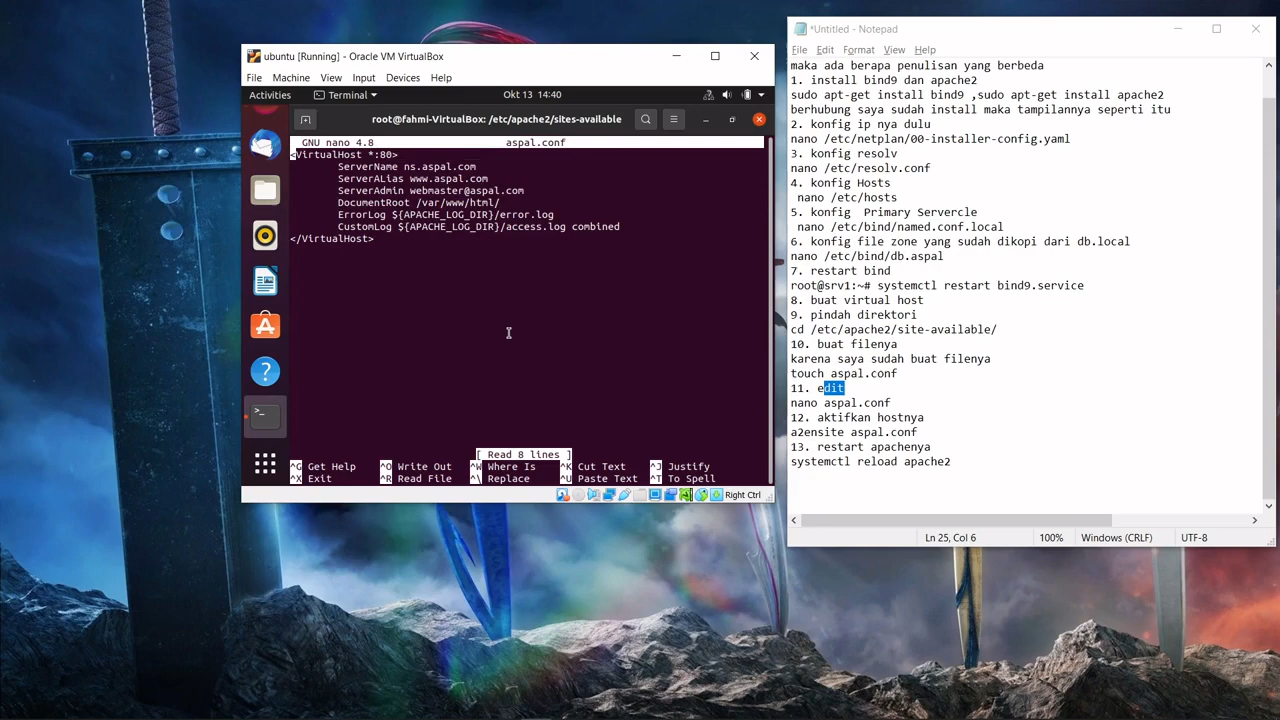 ubuntu [Running] - Oracle VM VirtualBox
File Machine View Input Devices Help
Activities Terminal Okt 13 14:40
root@fahmi-VirtualBox: /etc/apache2/sites-available
GNU nano 4.8 aspal.conf
<VirtualHost *:80>
ServerName ns.aspal.com
ServerALias www.aspal.com
ServerAdmin webmaster@aspal.com
DocumentRoot /var/www/html/
ErrorLog ${APACHE_LOG_DIR}/error.log
CustomLog ${APACHE_LOG_DIR}/access.log combined
</VirtualHost>
[ Read 8 lines ]
^G Get Help ^O Write Out ^W Where Is ^K Cut Text ^J Justify
^X Exit ^R Read File ^\ Replace ^U Paste Text ^T To Spell
Right Ctrl
*Untitled - Notepad
File Edit Format View Help
maka ada berapa penulisan yang berbeda
1. install bind9 dan apache2
sudo apt-get install bind9 ,sudo apt-get install apache2
berhubung saya sudah install maka tampilannya seperti itu
2. konfig ip nya dulu
nano /etc/netplan/00-installer-config.yaml
3. konfig resolv
nano /etc/resolv.conf
4. konfig Hosts
nano /etc/hosts
5. konfig  Primary Servercle
nano /etc/bind/named.conf.local
6. konfig file zone yang sudah dikopi dari db.local
nano /etc/bind/db.aspal
7. restart bind
root@srv1:~# systemctl restart bind9.service
8. buat virtual host
9. pindah direktori
cd /etc/apache2/site-available/
10. buat filenya
karena saya sudah buat filenya
touch aspal.conf
11. edit
nano aspal.conf
12. aktifkan hostnya
a2ensite aspal.conf
13. restart apachenya
systemctl reload apache2
Ln 25, Col 6 100% Windows (CRLF) UTF-8